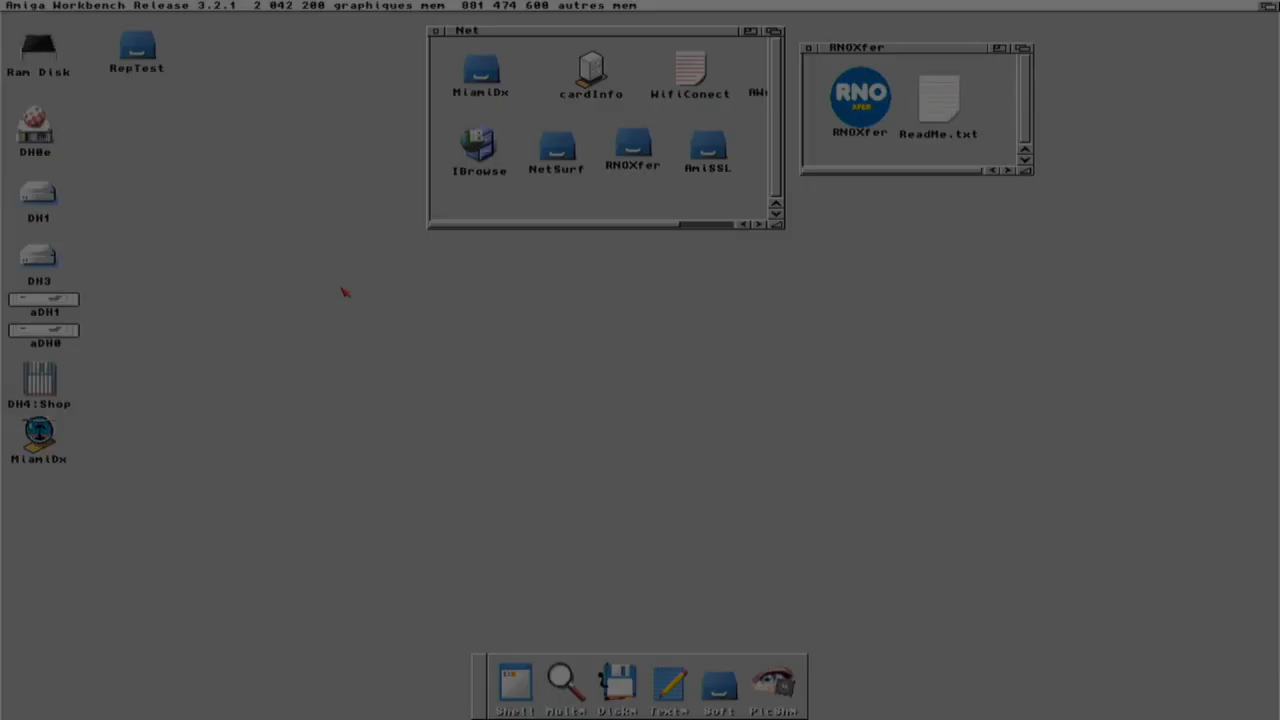 Amiga Workbench Release 3.2.1 2 042 200 graphiques mem 881 474 600 autres mem
Ram Disk
RepTest
DH0e
DH1
DH3
aDH1
aDH0
DH4:Shop
MiamiDx
Net
MiamiDx
cardInfo
WifiConect
IBrowse
NetSurf
RNOXfer
AmiSSL
RNOXfer
RNO
XFER
RNOXfer
ReadMe.txt
Shell
Soft